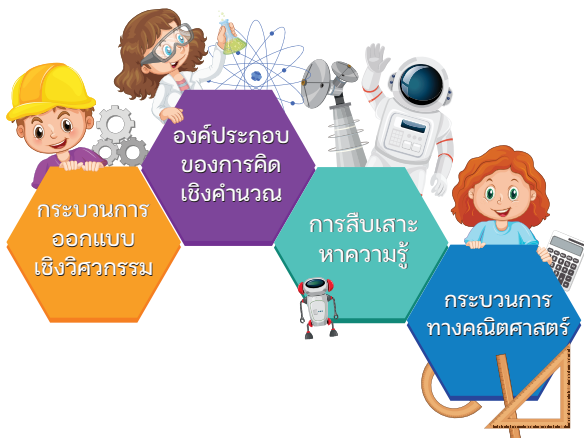 กระบวนการ
ออกแบบ
เชิงวิศวกรรม
องค์ประกอบ
ของการคิด
เชิงคำนวณ
การสืบเสาะ
หาความรู้
กระบวนการ
ทางคณิตศาสตร์